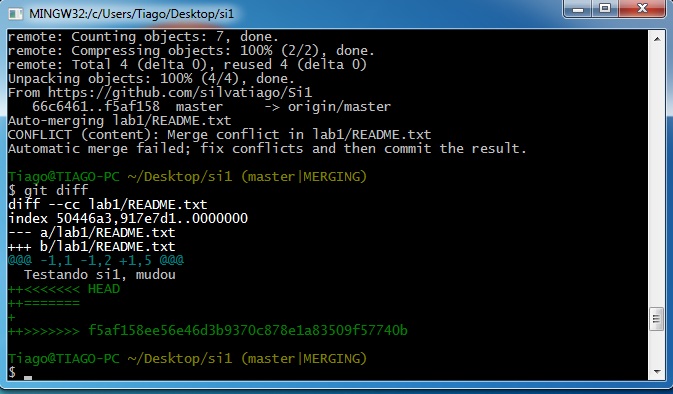 MINGW32:/c/Users/Tiago/Desktop/si1
remote: Counting objects: 7, done.
remote: Compressing objects: 100% (2/2), done.
remote: Total 4 (delta 0), reused 4 (delta 0)
Unpacking objects: 100% (4/4), done.
From https://github.com/silvatiago/Si1
   66c6461..f5af158  master     -> origin/master
Auto-merging lab1/README.txt
CONFLICT (content): Merge conflict in lab1/README.txt
Automatic merge failed; fix conflicts and then commit the result.
Tiago@TIAGO-PC ~/Desktop/si1 (master|MERGING)
$ git diff
diff --cc lab1/README.txt
index 50446a3,917e7d1..0000000
--- a/lab1/README.txt
+++ b/lab1/README.txt
@@@ -1,1 -1,2 +1,5 @@@
  Testando si1, mudou
++<<<<<<< HEAD
++=======
+
++>>>>>>> f5af158ee56e46d3b9370c878e1a83509f57740b
Tiago@TIAGO-PC ~/Desktop/si1 (master|MERGING)
$